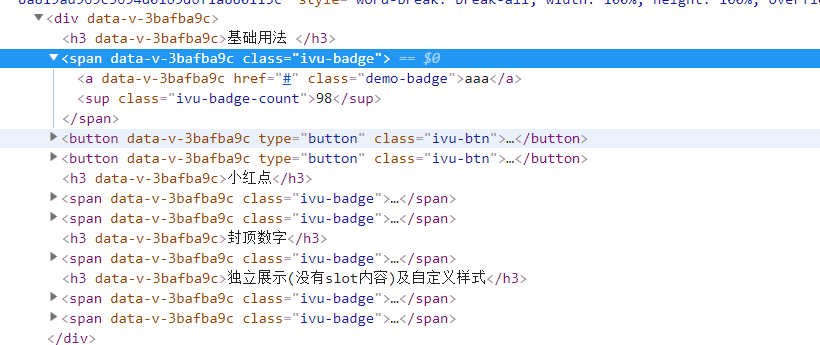 ▼<div data-v-3bafba9c>
<h3 data-v-3bafba9c>基础用法 </h3>
▼<span data-v-3bafba9c class="ivu-badge"> == $0
<a data-v-3bafba9c href="#" class="demo-badge">aaa</a>
<sup class="ivu-badge-count">98</sup>
</span>
▶<button data-v-3bafba9c type="button" class="ivu-btn">…</button>
▶<button data-v-3bafba9c type="button" class="ivu-btn">…</button>
<h3 data-v-3bafba9c>小红点</h3>
▶<span data-v-3bafba9c class="ivu-badge">…</span>
▶<span data-v-3bafba9c class="ivu-badge">…</span>
<h3 data-v-3bafba9c>封顶数字</h3>
▶<span data-v-3bafba9c class="ivu-badge">…</span>
<h3 data-v-3bafba9c>独立展示(没有slot内容)及自定义样式</h3>
▶<span data-v-3bafba9c class="ivu-badge">…</span>
▶<span data-v-3bafba9c class="ivu-badge">…</span>
</div>